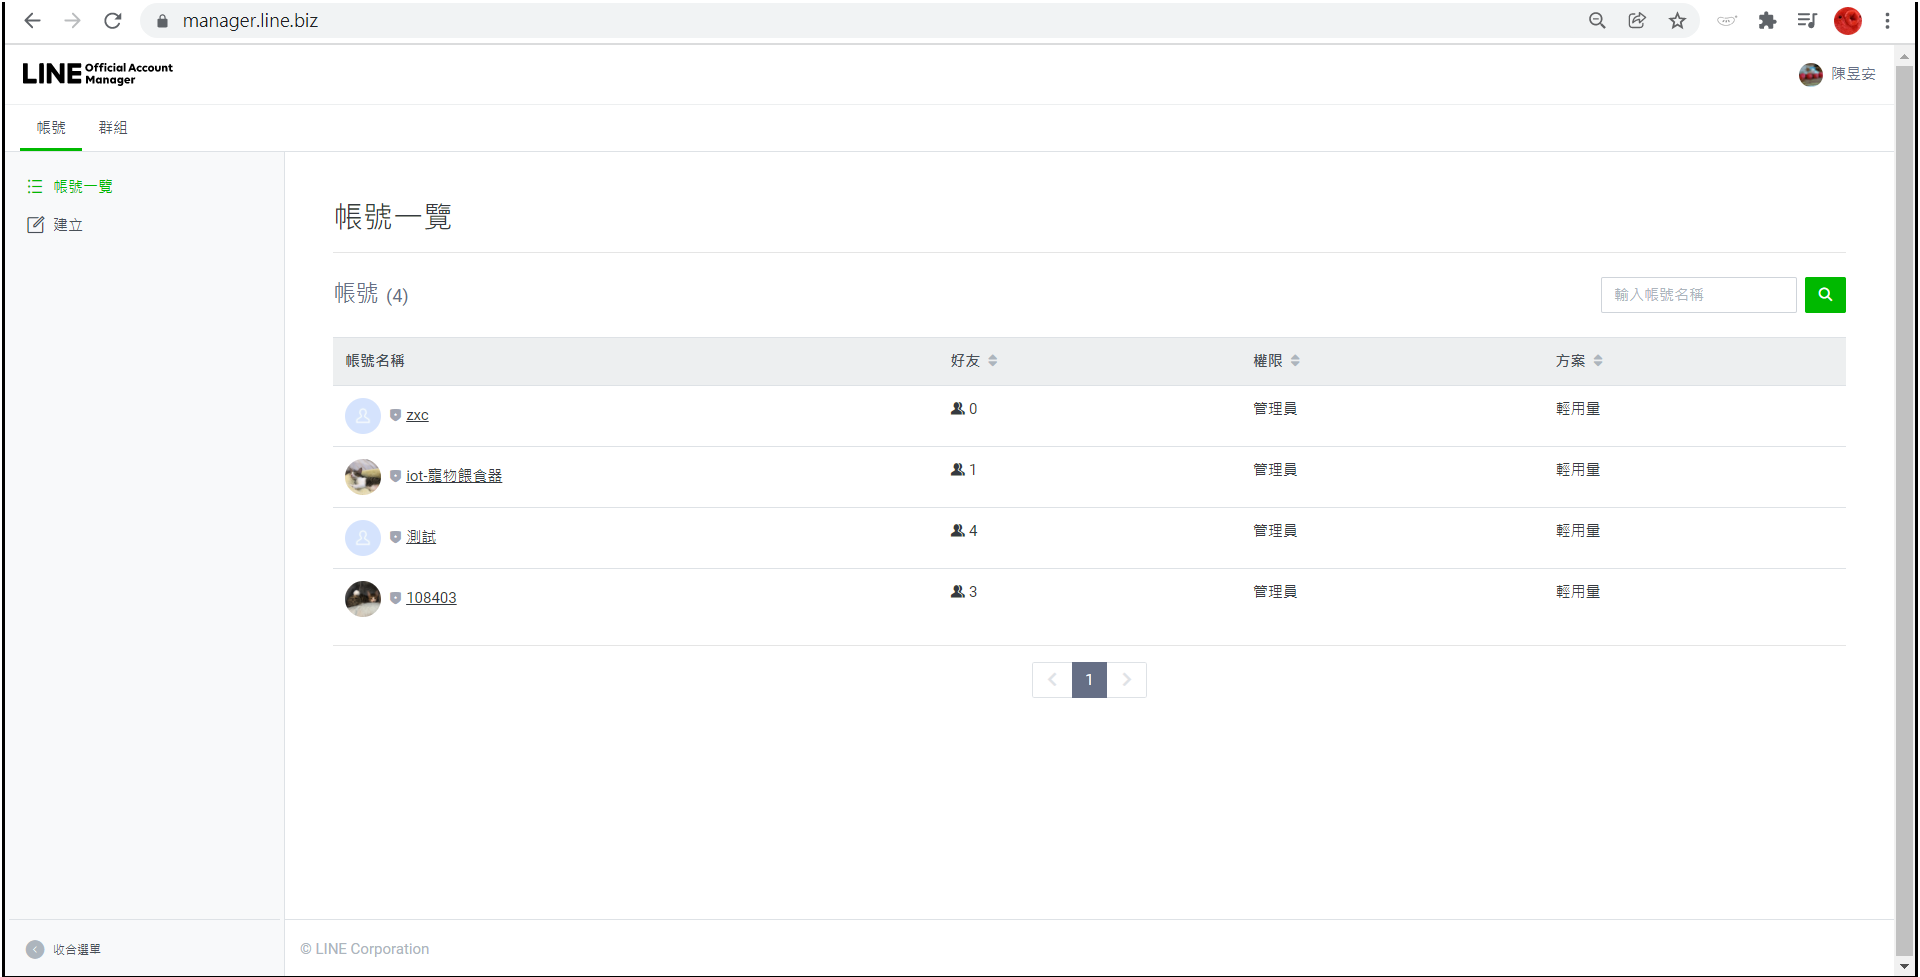 manager.line.biz
LINE Official Account Manager
陳昱安
帳號 群組
帳號一覽
建立
帳號一覽
帳號 (4)
輸入帳號名稱
帳號名稱 好友 權限 方案
zxc 0 管理員 輕用量
iot-寵物餵食器 1 管理員 輕用量
測試 4 管理員 輕用量
108403 3 管理員 輕用量
1
收合選單
© LINE Corporation